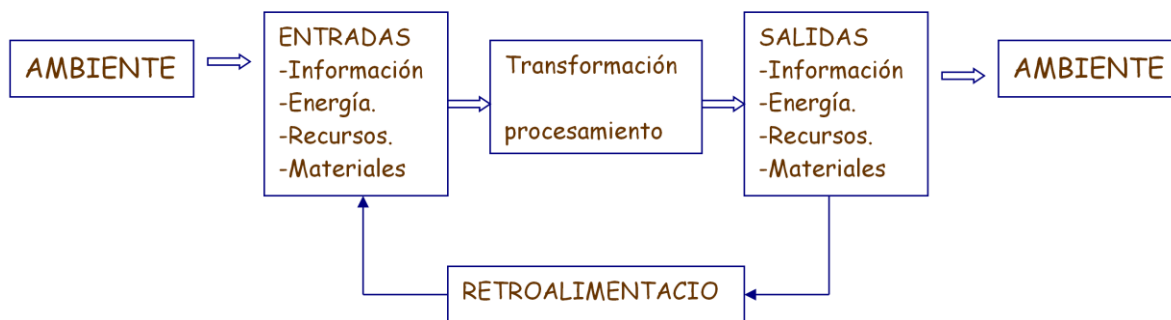 AMBIENTE
ENTRADAS
-Información
-Energía.
-Recursos.
-Materiales
Transformación
procesamiento
SALIDAS
-Información
-Energía.
-Recursos.
-Materiales
AMBIENTE
RETROALIMENTACIO